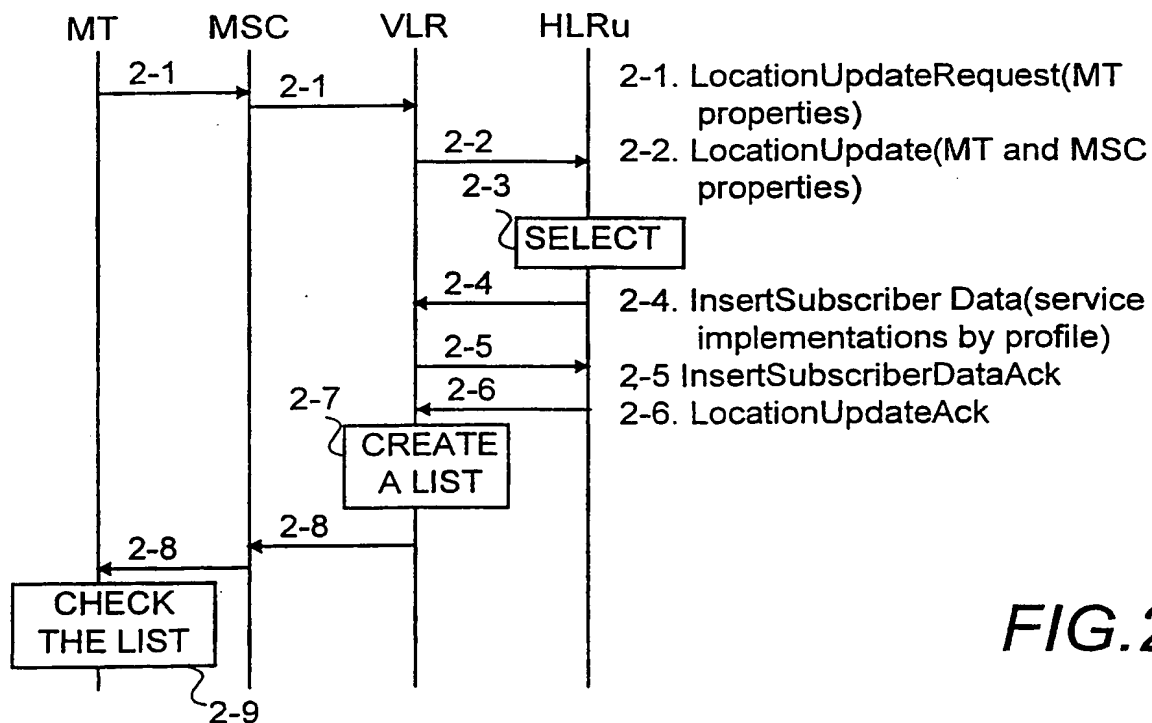 MT MSC VLR HLRu
2-1 2-1
2-1. LocationUpdateRequest(MT
properties)
2-2
2-2. LocationUpdate(MT and MSC
properties)
2-3
SELECT
2-4
2-4. InsertSubscriber Data(service
implementations by profile)
2-5
2-5 InsertSubscriberDataAck
2-6
2-6. LocationUpdateAck
2-7
CREATE
A LIST
2-8
2-8
CHECK
THE LIST
2-9
FIG.2